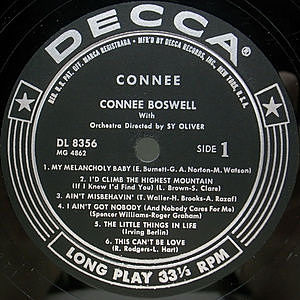 DECCA®
REG. U.S. PAT. OFF. MARCA REGISTRADA • MF'D BY DECCA RECORDS, INC., NEW YORK, U.S.A.
CONNEE
CONNEE BOSWELL
With
Orchestra Directed by SY OLIVER
DL 8356
MG 4862
SIDE 1
1. MY MELANCHOLY BABY (E. Burnett-G. A. Norton-M. Watson)
2. I'D CLIMB THE HIGHEST MOUNTAIN
(If I Knew I'd Find You) (L. Brown-S. Clare)
3. AIN'T MISBEHAVIN' (T. Waller-H. Brooks-A. Razaf)
4. I AIN'T GOT NOBODY (And Nobody Cares For Me)
(Spencer Williams-Roger Graham)
5. THE LITTLE THINGS IN LIFE
(Irving Berlin)
6. THIS CAN'T BE LOVE
(R. Rodgers-L. Hart)
LONG PLAY 33⅓ RPM